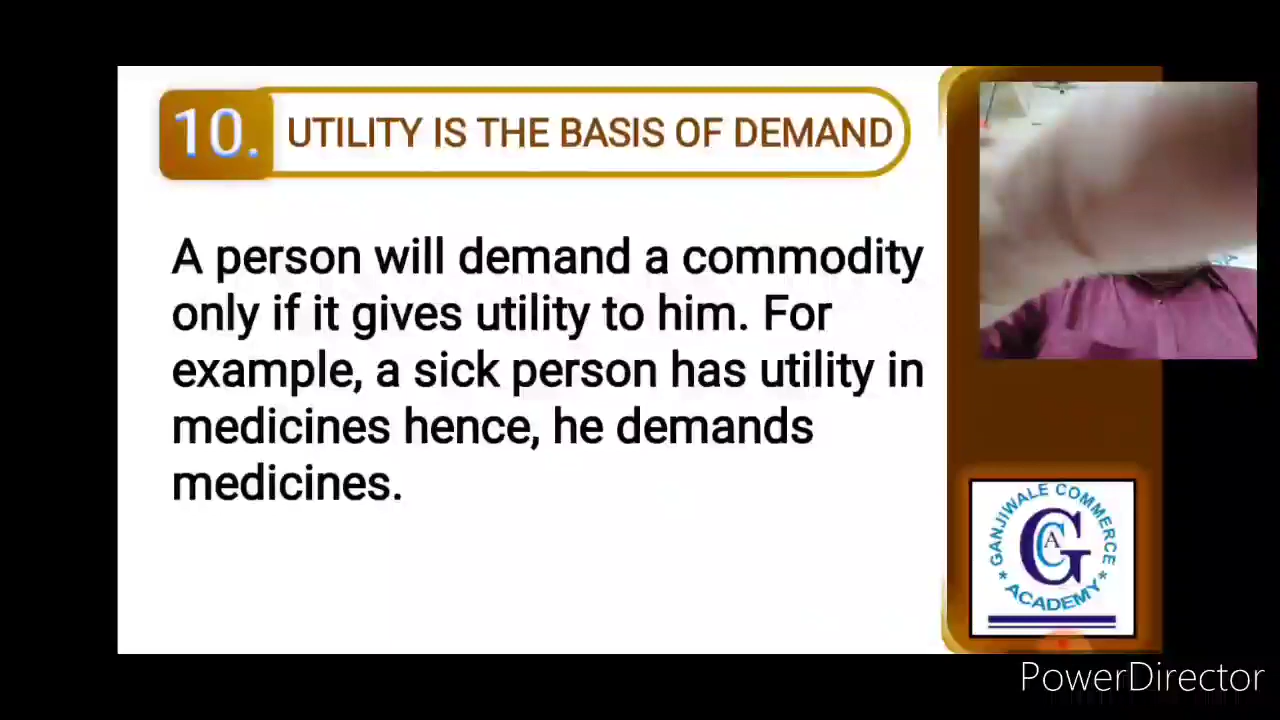 10. UTILITY IS THE BASIS OF DEMAND
A person will demand a commodity
only if it gives utility to him. For
example, a sick person has utility in
medicines hence, he demands
medicines.
GANJIWALE COMMERCE
GCA
* ACADEMY *
PowerDirector